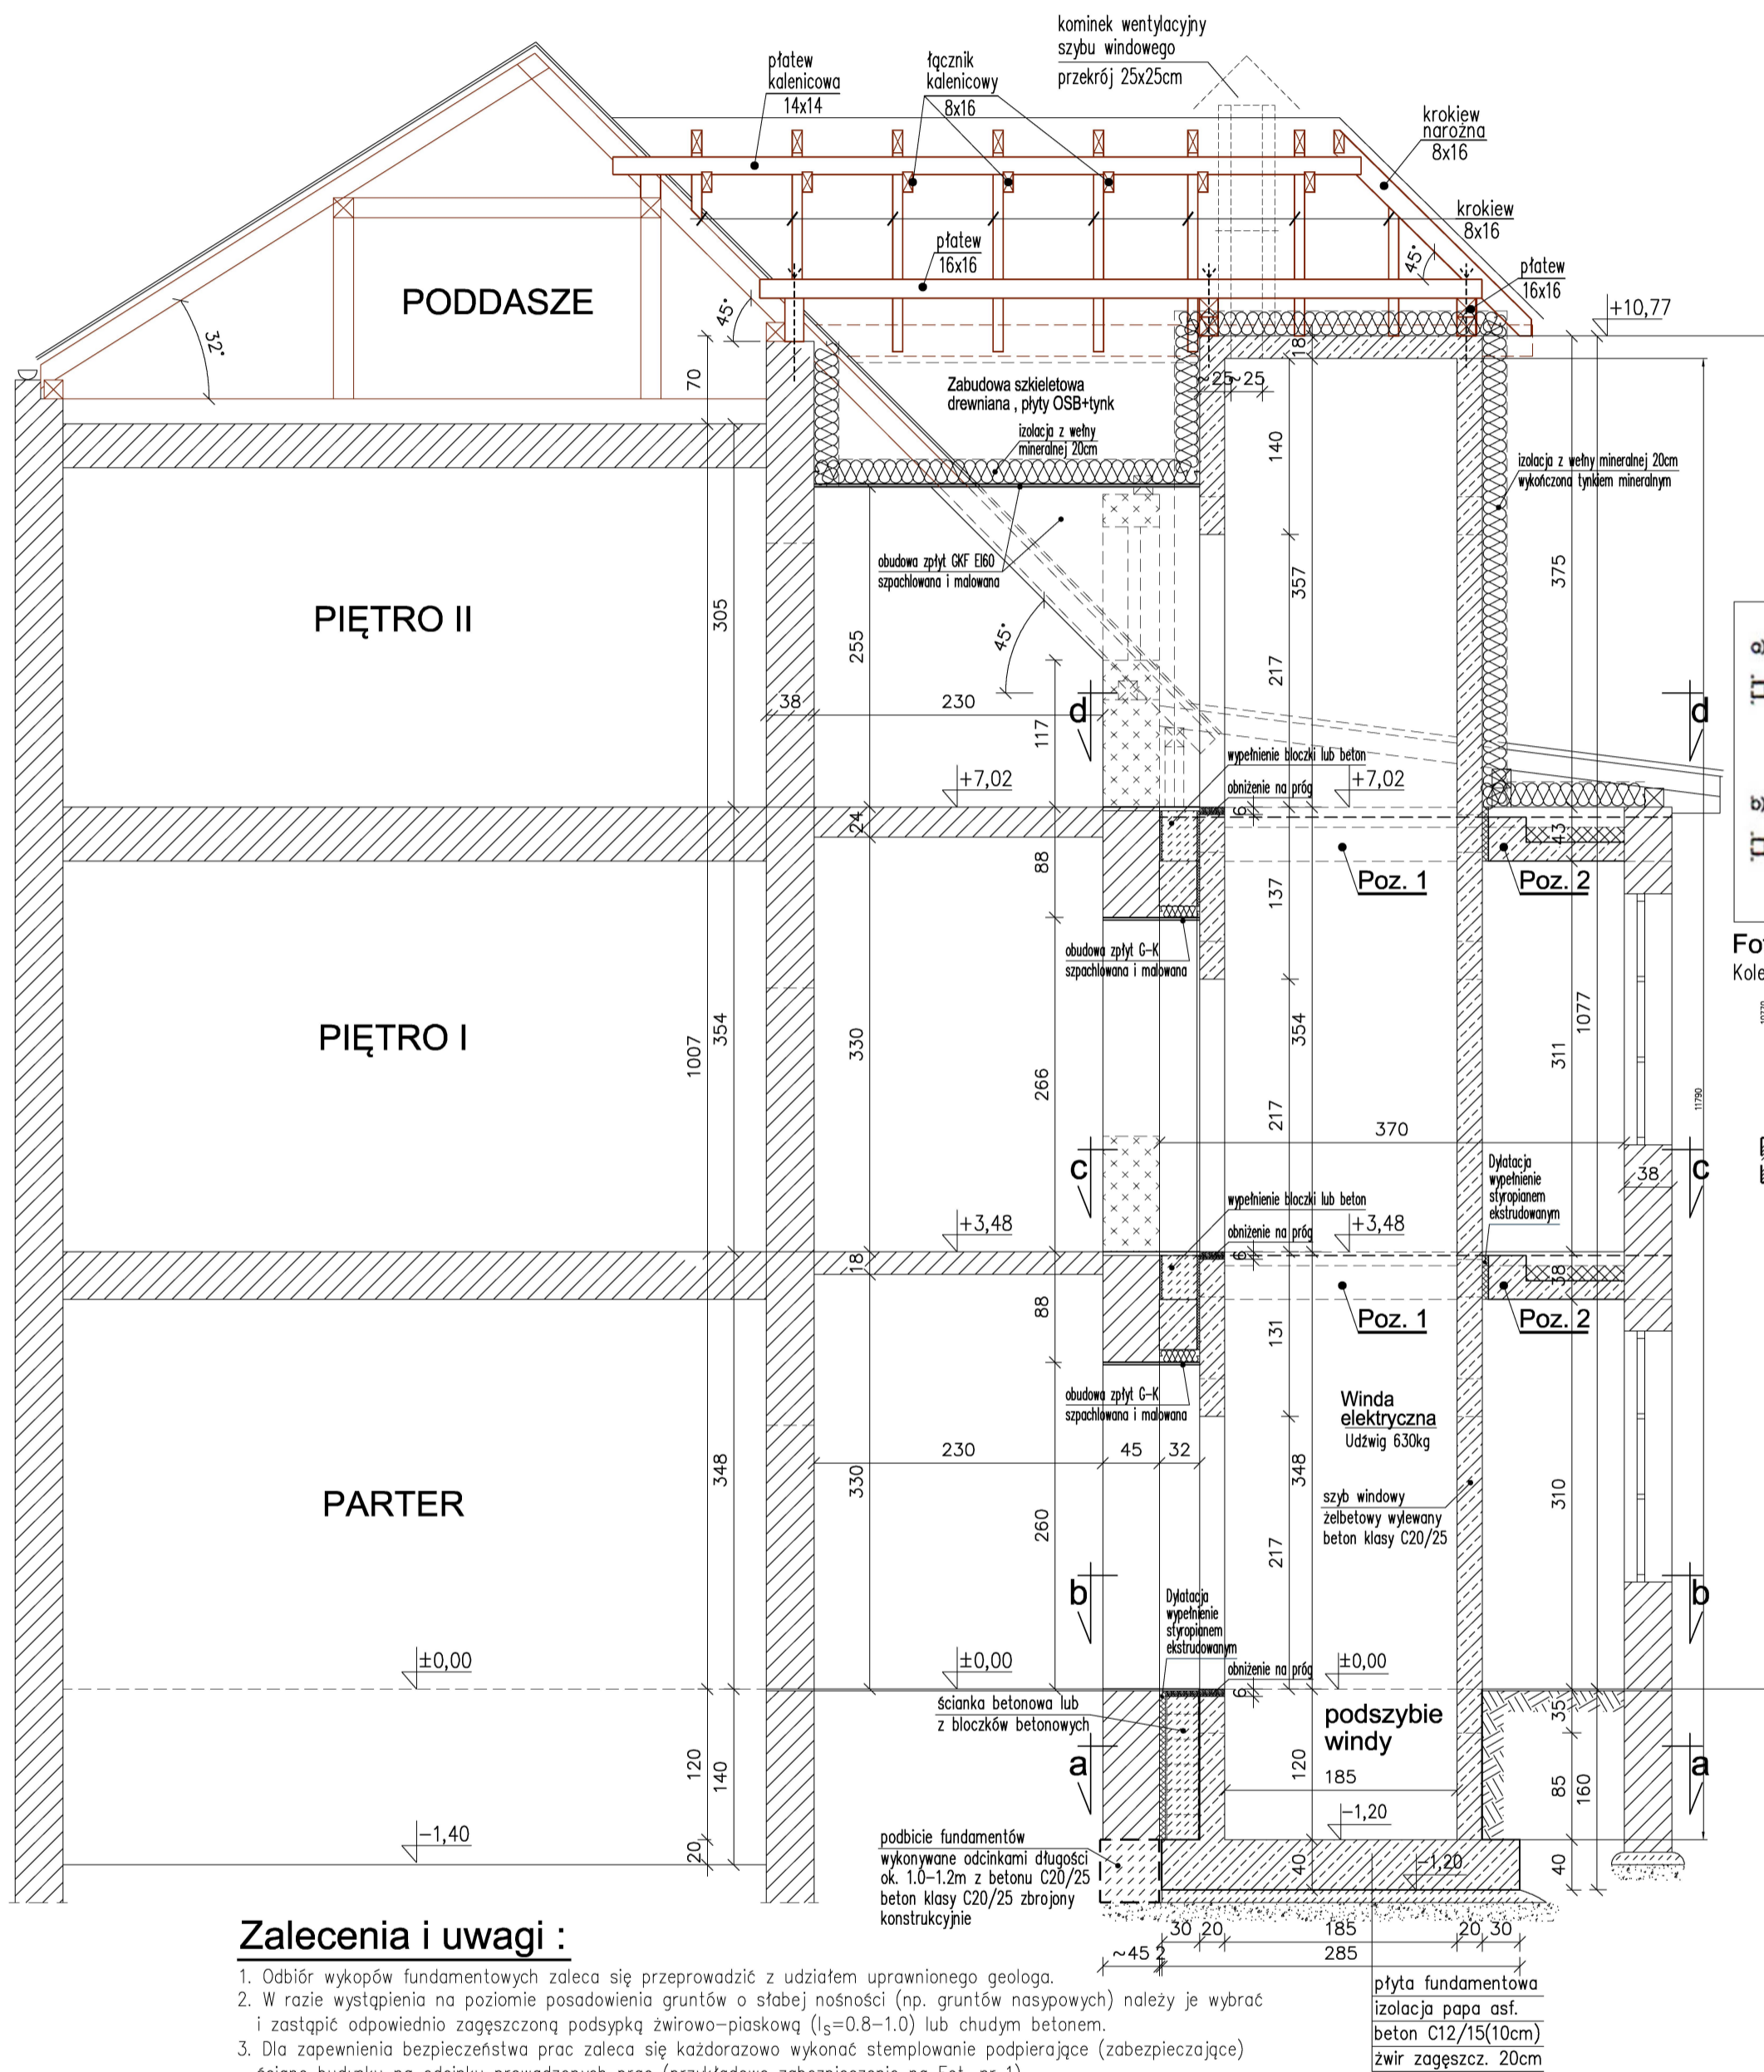 kominek wentylacyjny
szybu windowego
przekrój 25x25cm
płatew
kalenicowa
14x14
łącznik
kalenicowy
8x16
krokiew
narożna
8x16
krokiew
8x16
płatew
16x16
45°
płatew
16x16
+10,77
PODDASZE
32°
45°
70
18
~25
~25
Zabudowa szkieletowa
drewniana , płyty OSB+tynk
izolacja z wełny
mineralnej 20cm
140
izolacja z wełny mineralnej 20cm
wykończona tynkiem mineralnym
obudowa zpłyt GKF EI60
szpachlowana i malowana
357
375
PIĘTRO II
305
255
45°
217
38
230
117
d
d
wypełnienie bloczki lub beton
+7,02
+7,02
obniżenie na próg
6
24
43
88
Poz. 1
Poz. 2
137
obudowa zpłyt G-K
szpachlowana i malowana
Kole
PIĘTRO I
1007
354
330
266
354
311
1077
11790
217
370
c
c
38
Dylatacja
wypełnienie
styropianem
ekstrudowanym
wypełnienie bloczki lub beton
+3,48
+3,48
obniżenie na próg
6
18
38
88
Poz. 1
Poz. 2
131
obudowa zpłyt G-K
szpachlowana i malowana
Winda
elektryczna
Udźwig 630kg
230
45
32
PARTER
348
330
260
348
310
szyb windowy
żelbetowy wylewany
beton klasy C20/25
217
b
b
Dylatacja
wypełnienie
styropianem
ekstrudowanym
±0,00
±0,00
±0,00
obniżenie na próg
6
ścianka betonowa lub
z bloczków betonowych
podszybie
windy
35
120
140
a
a
120
185
85
160
-1,40
-1,20
20
podbicie fundamentów
wykonywane odcinkami długości
ok. 1.0-1.2m z betonu C20/25
beton klasy C20/25 zbrojony
konstrukcyjnie
40
-1,20
40
30
20
185
20
30
~45
2
285
płyta fundamentowa
izolacja papa asf.
beton C12/15(10cm)
żwir zagęszcz. 20cm
Zalecenia i uwagi :
1. Odbiór wykopów fundamentowych zaleca się przeprowadzić z udziałem uprawnionego geologa.
2. W razie wystąpienia na poziomie posadowienia gruntów o słabej nośności (np. gruntów nasypowych) należy je wybrać
i zastąpić odpowiednio zagęszczoną podsypką żwirowo-piaskową (Is=0.8-1.0) lub chudym betonem.
3. Dla zapewnienia bezpieczeństwa prac zaleca się każdorazowo wykonać stemplowanie podpierające (zabezpieczające)